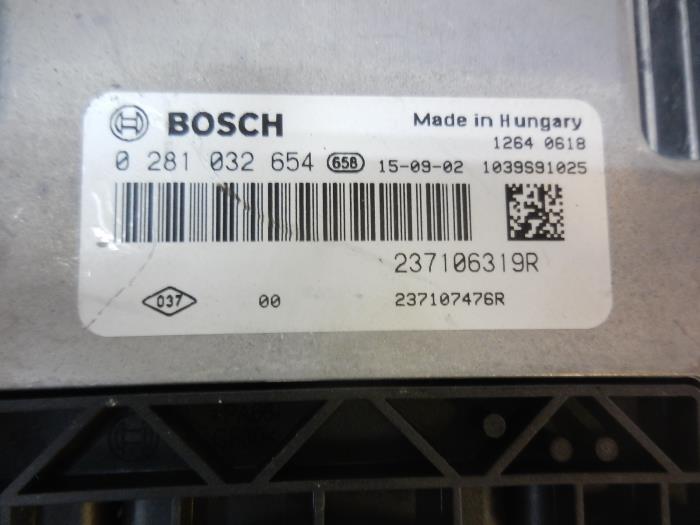 BOSCH
Made in Hungary
1264 0618
0 281 032 654 658 15-09-02 1039S91025
237106319R
037 00 237107476R